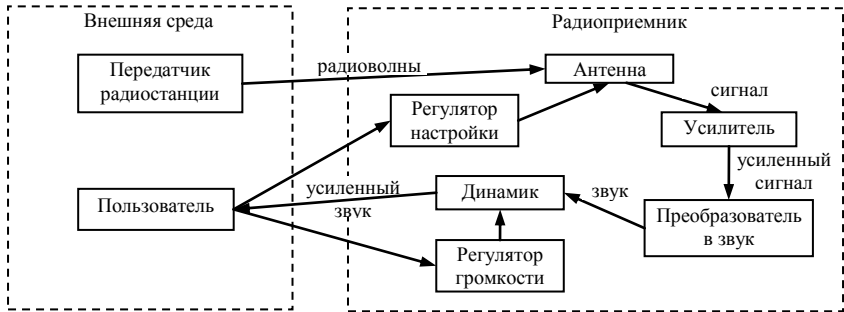 Внешняя среда
Радиоприемник
Передатчик
радиостанции
радиоволны
Антенна
сигнал
Регулятор
настройки
Усилитель
усиленный
сигнал
Пользователь
усиленный
звук
Динамик
звук
Преобразователь
в звук
Регулятор
громкости